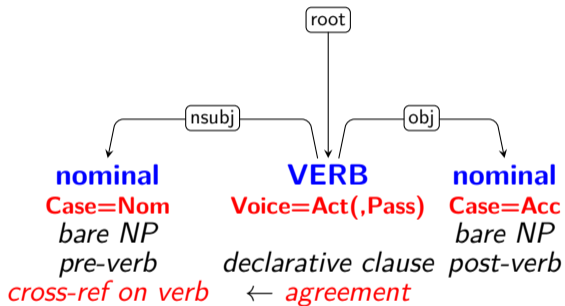 root
nsubj obj
nominal VERB nominal
Case=Nom Voice=Act(,Pass) Case=Acc
bare NP bare NP
pre-verb declarative clause post-verb
cross-ref on verb ← agreement